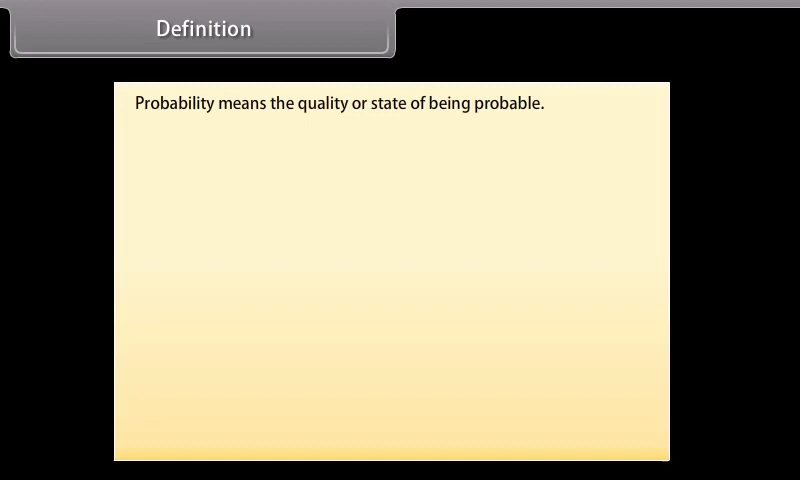 Definition
Probability means the quality or state of being probable.